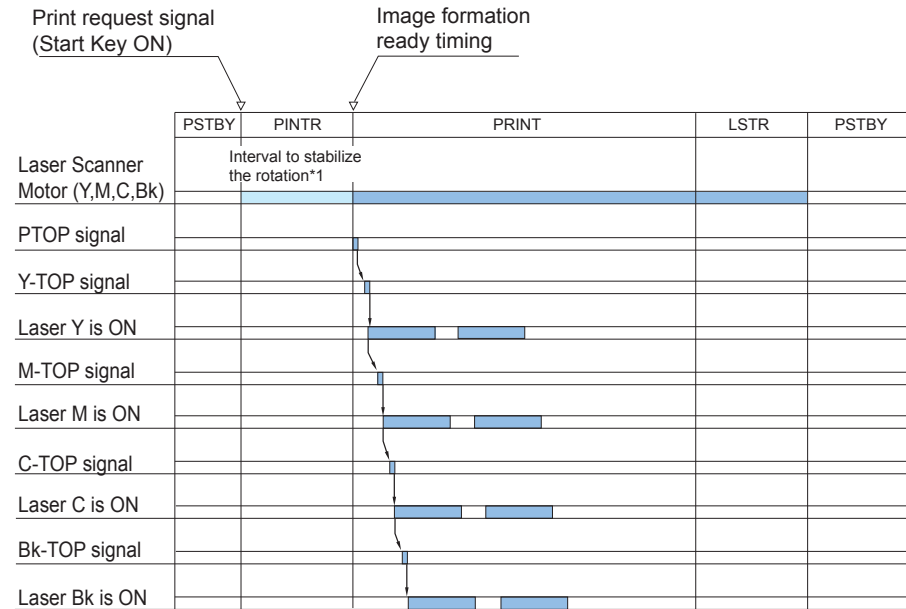 Print request signal
(Start Key ON)
Image formation
ready timing
PSTBY PINTR PRINT LSTR PSTBY
Interval to stabilize
the rotation*1
Laser Scanner
Motor (Y,M,C,Bk)
PTOP signal
Y-TOP signal
Laser Y is ON
M-TOP signal
Laser M is ON
C-TOP signal
Laser C is ON
Bk-TOP signal
Laser Bk is ON